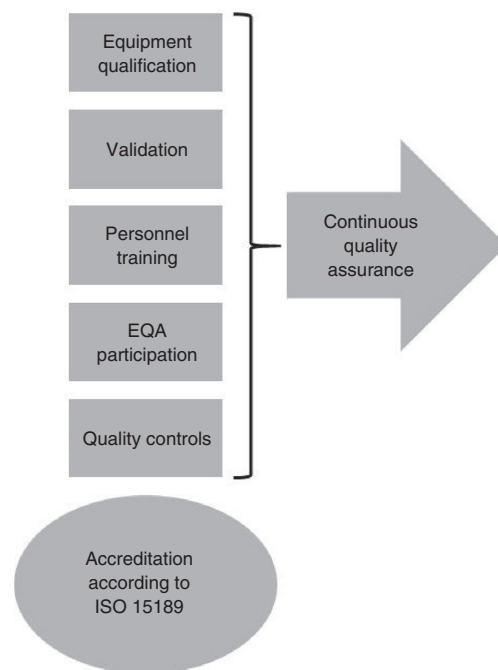 Equipment
qualification
Validation
Personnel
training
EQA
participation
Quality controls
Continuous
quality
assurance
Accreditation
according to
ISO 15189